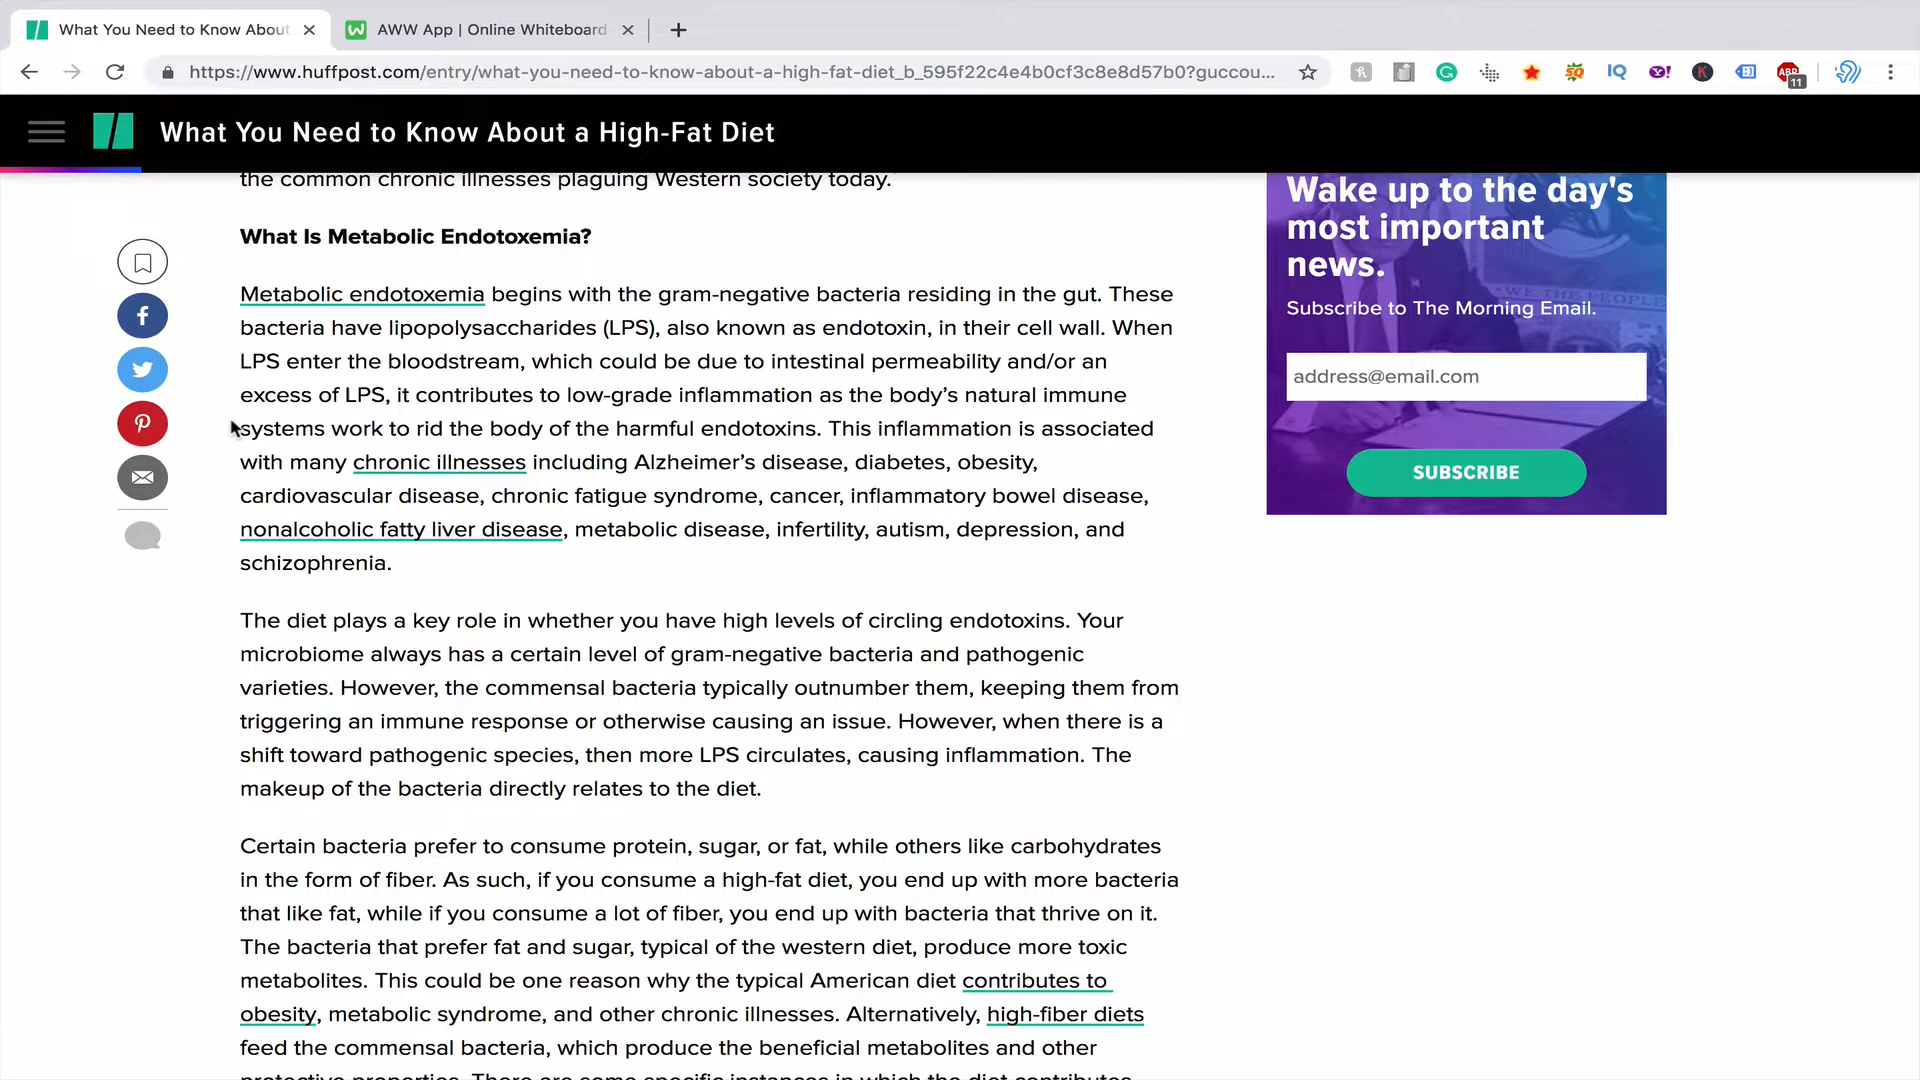 What You Need to Know About
AWW App | Online Whiteboard
https://www.huffpost.com/entry/what-you-need-to-know-about-a-high-fat-diet_b_595f22c4e4b0cf3c8e8d57b0?guccou...
11
What You Need to Know About a High-Fat Diet
the common chronic illnesses plaguing Western society today.
What Is Metabolic Endotoxemia?
Metabolic endotoxemia begins with the gram-negative bacteria residing in the gut. These
bacteria have lipopolysaccharides (LPS), also known as endotoxin, in their cell wall. When
LPS enter the bloodstream, which could be due to intestinal permeability and/or an
excess of LPS, it contributes to low-grade inflammation as the body’s natural immune
systems work to rid the body of the harmful endotoxins. This inflammation is associated
with many chronic illnesses including Alzheimer’s disease, diabetes, obesity,
cardiovascular disease, chronic fatigue syndrome, cancer, inflammatory bowel disease,
nonalcoholic fatty liver disease, metabolic disease, infertility, autism, depression, and
schizophrenia.
The diet plays a key role in whether you have high levels of circling endotoxins. Your
microbiome always has a certain level of gram-negative bacteria and pathogenic
varieties. However, the commensal bacteria typically outnumber them, keeping them from
triggering an immune response or otherwise causing an issue. However, when there is a
shift toward pathogenic species, then more LPS circulates, causing inflammation. The
makeup of the bacteria directly relates to the diet.
Certain bacteria prefer to consume protein, sugar, or fat, while others like carbohydrates
in the form of fiber. As such, if you consume a high-fat diet, you end up with more bacteria
that like fat, while if you consume a lot of fiber, you end up with bacteria that thrive on it.
The bacteria that prefer fat and sugar, typical of the western diet, produce more toxic
metabolites. This could be one reason why the typical American diet contributes to
obesity, metabolic syndrome, and other chronic illnesses. Alternatively, high-fiber diets
feed the commensal bacteria, which produce the beneficial metabolites and other
protective properties. There are some specific instances in which the diet contributes
Wake up to the day's
most important
news.
Subscribe to The Morning Email.
address@email.com
SUBSCRIBE